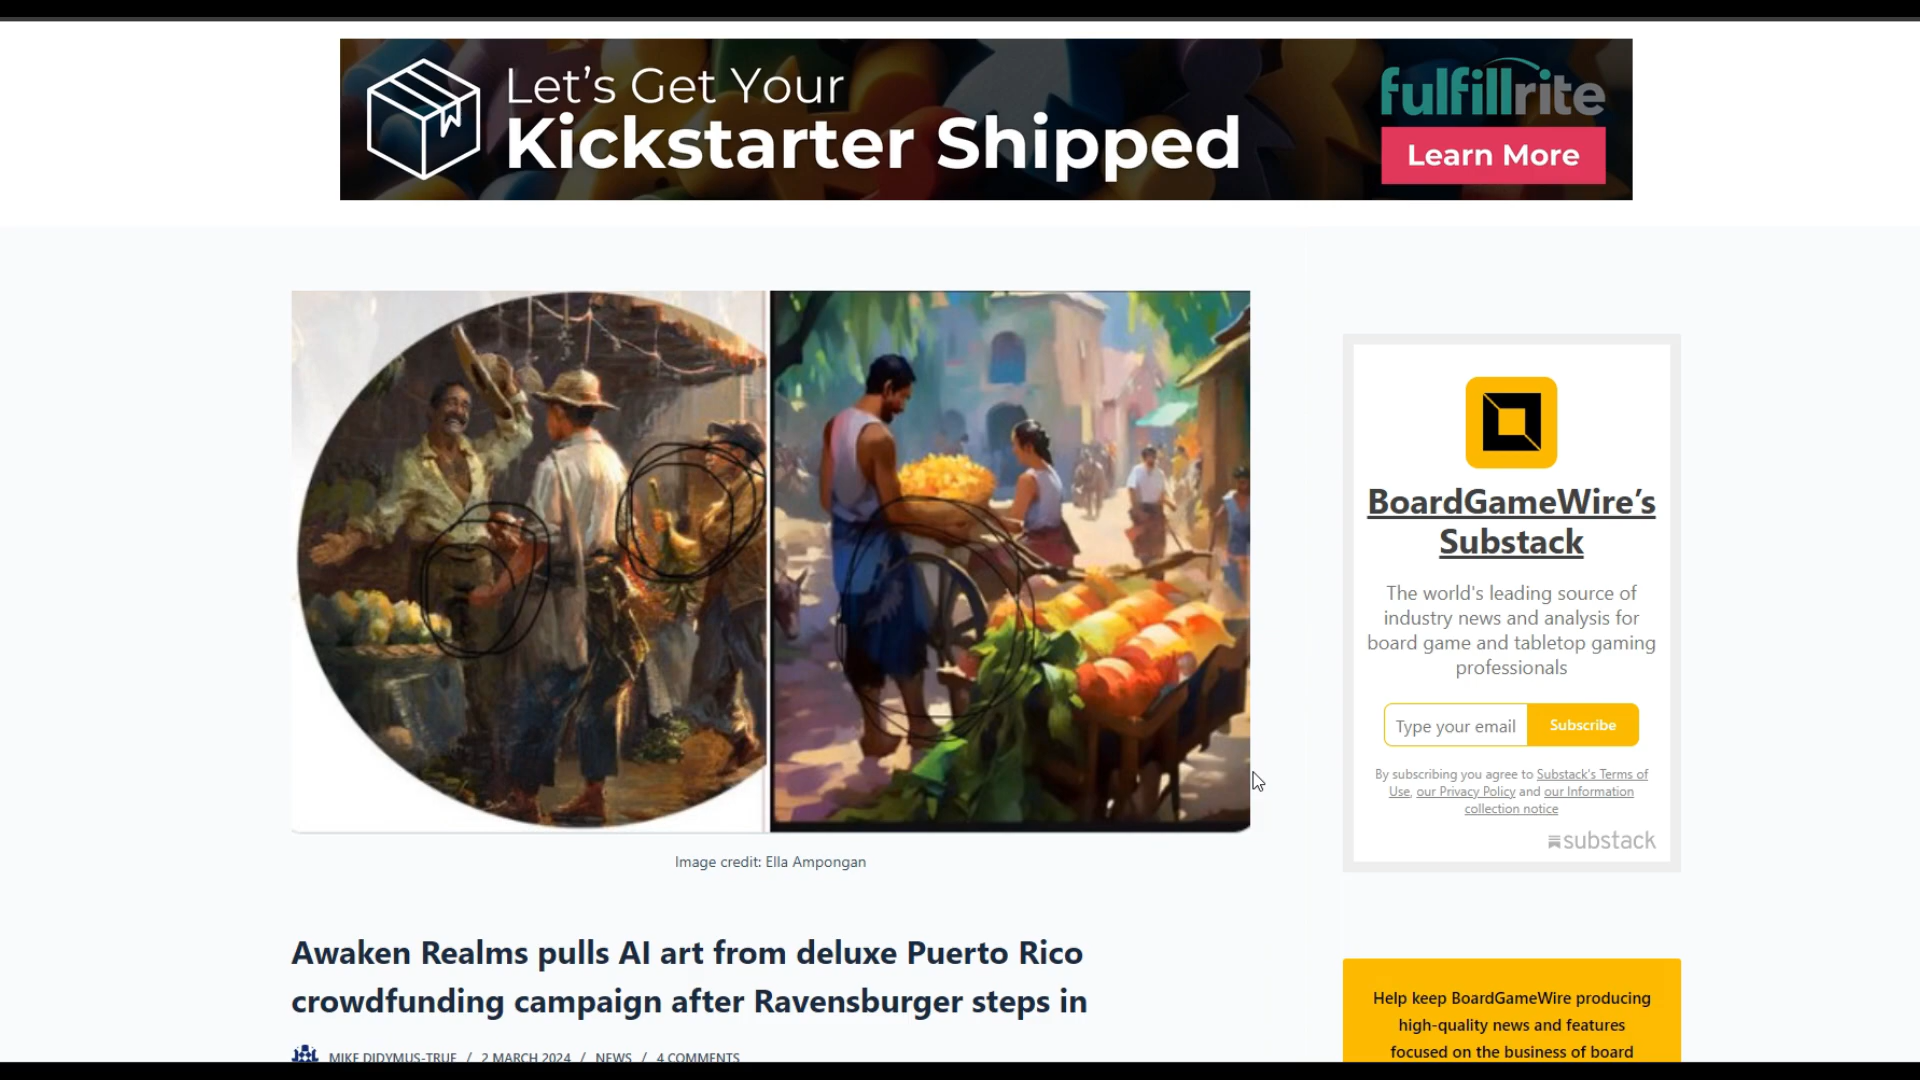 Let's Get Your
Kickstarter Shipped
fulfillrite
Learn More
Image credit: Ella Ampongan
Awaken Realms pulls AI art from deluxe Puerto Rico
crowdfunding campaign after Ravensburger steps in
MIKE DIDYMUS-TRUE / 2 MARCH 2024 / NEWS / 4 COMMENTS
BoardGameWire's
Substack
The world's leading source of
industry news and analysis for
board game and tabletop gaming
professionals
Type your email
Subscribe
By subscribing you agree to Substack's Terms of
Use, our Privacy Policy and our Information
collection notice
substack
Help keep BoardGameWire producing
high-quality news and features
focused on the business of board